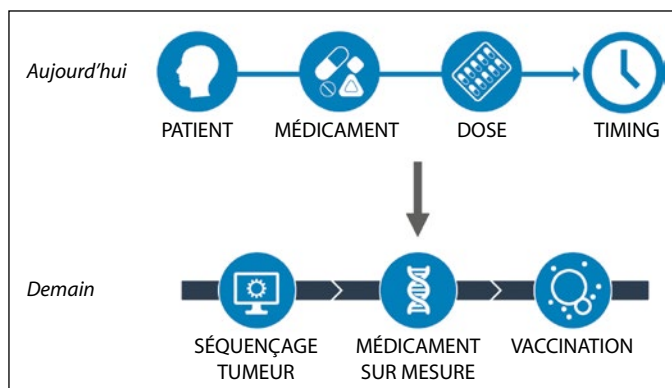 Aujourd'hui
PATIENT MÉDICAMENT DOSE TIMING
Demain
SÉQUENÇAGE MÉDICAMENT VACCINATION
TUMEUR SUR MESURE